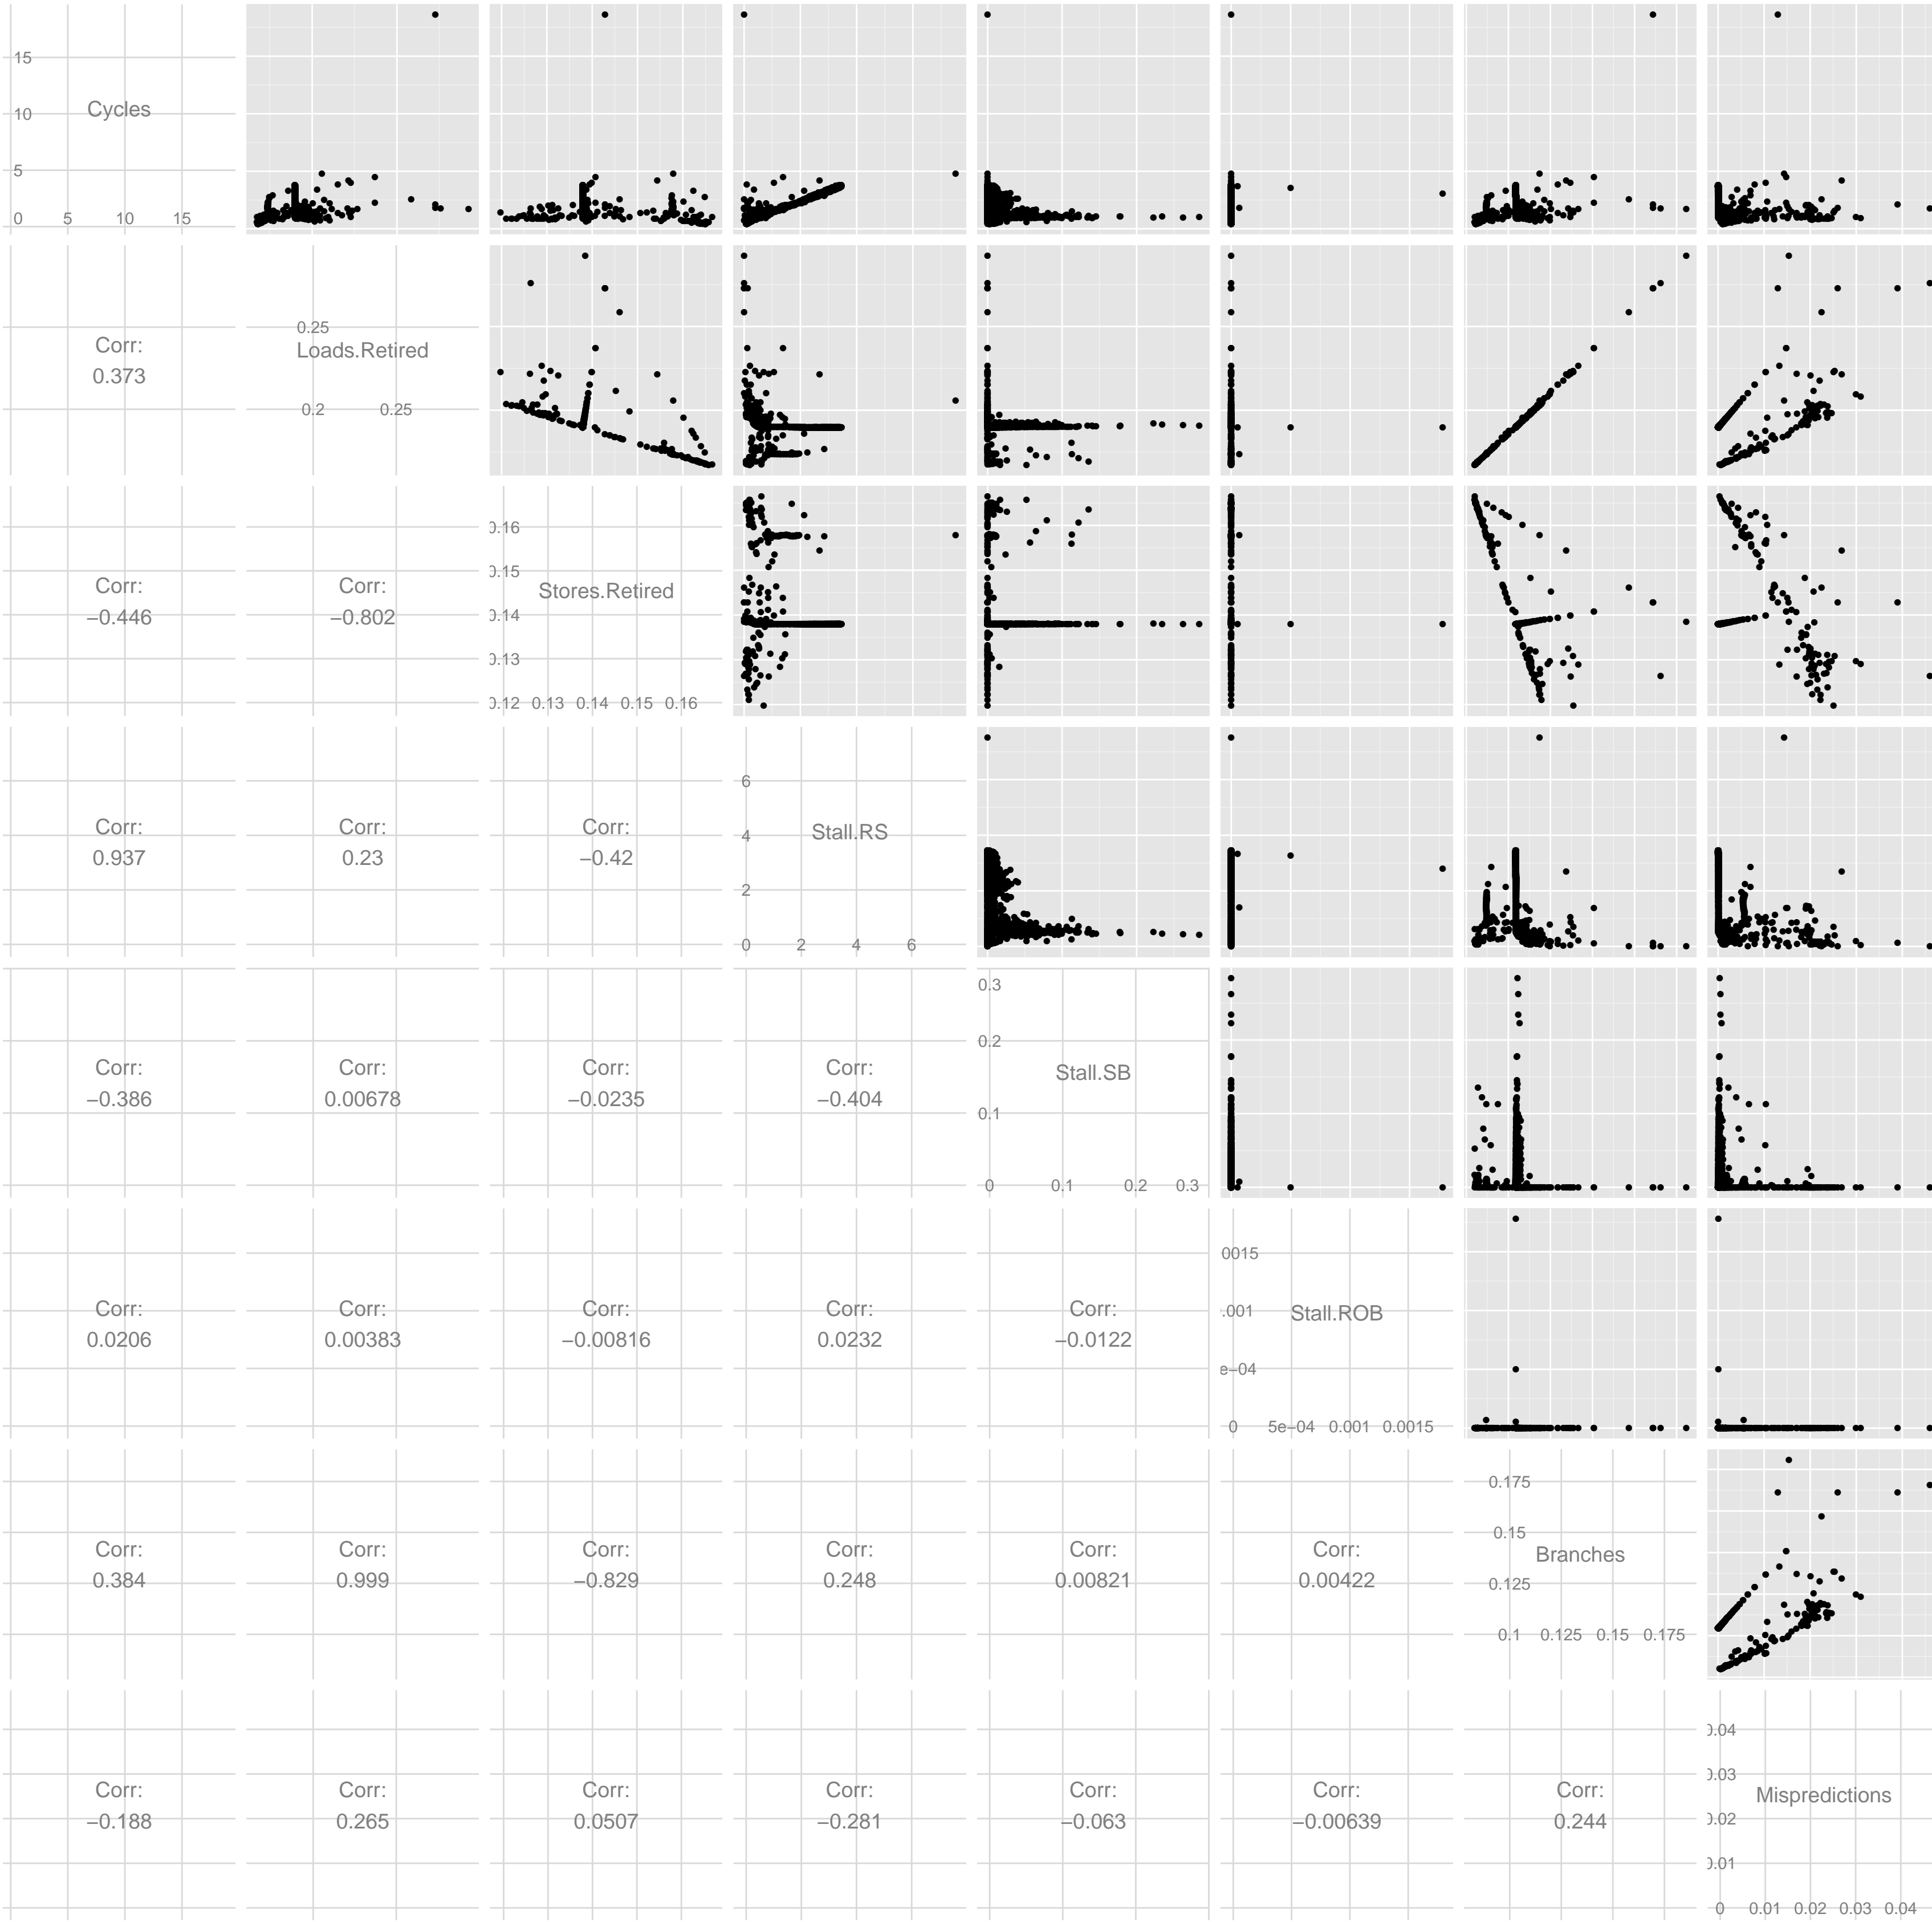 15
Cycles
10
5
0 5 10 15
Corr:
0.373
0.25
Loads.Retired
0.2 0.25
Corr:
−0.446
Corr:
−0.802
0.16
0.15
Stores.Retired
0.14
0.13
0.12 0.13 0.14 0.15 0.16
Corr:
0.937
Corr:
0.23
Corr:
−0.42
6
Stall.RS
4
2
0 2 4 6
Corr:
−0.386
Corr:
0.00678
Corr:
−0.0235
Corr:
−0.404
0.3
0.2
Stall.SB
0.1
0 0.1 0.2 0.3
Corr:
0.0206
Corr:
0.00383
Corr:
−0.00816
Corr:
0.0232
Corr:
−0.0122
0015
.001
Stall.ROB
e−04
0 5e−04 0.001 0.0015
Corr:
0.384
Corr:
0.999
Corr:
−0.829
Corr:
0.248
Corr:
0.00821
Corr:
0.00422
0.175
0.15
Branches
0.125
0.1 0.125 0.15 0.175
Corr:
−0.188
Corr:
0.265
Corr:
0.0507
Corr:
−0.281
Corr:
−0.063
Corr:
−0.00639
Corr:
0.244
0.04
0.03
Mispredictions
0.02
0.01
0 0.01 0.02 0.03 0.04